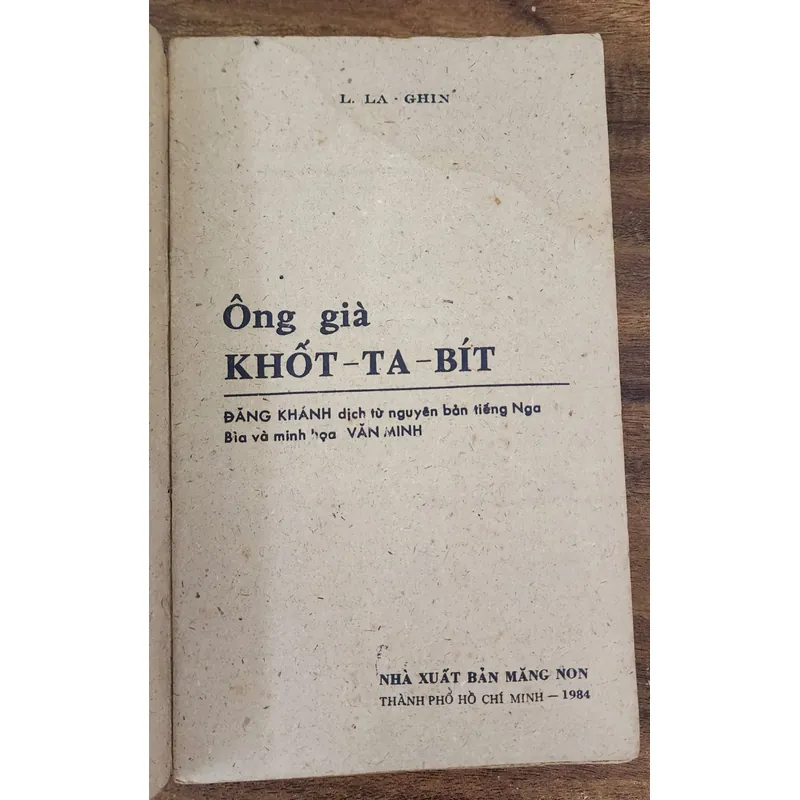 L. LA - GHIN
Ông già
KHỐT - TA - BÍT
ĐĂNG KHÁNH dịch từ nguyên bản tiếng Nga
Bìa và minh họa VĂN MINH
NHÀ XUẤT BẢN MĂNG NON
THÀNH PHỐ HỒ CHÍ MINH — 1984